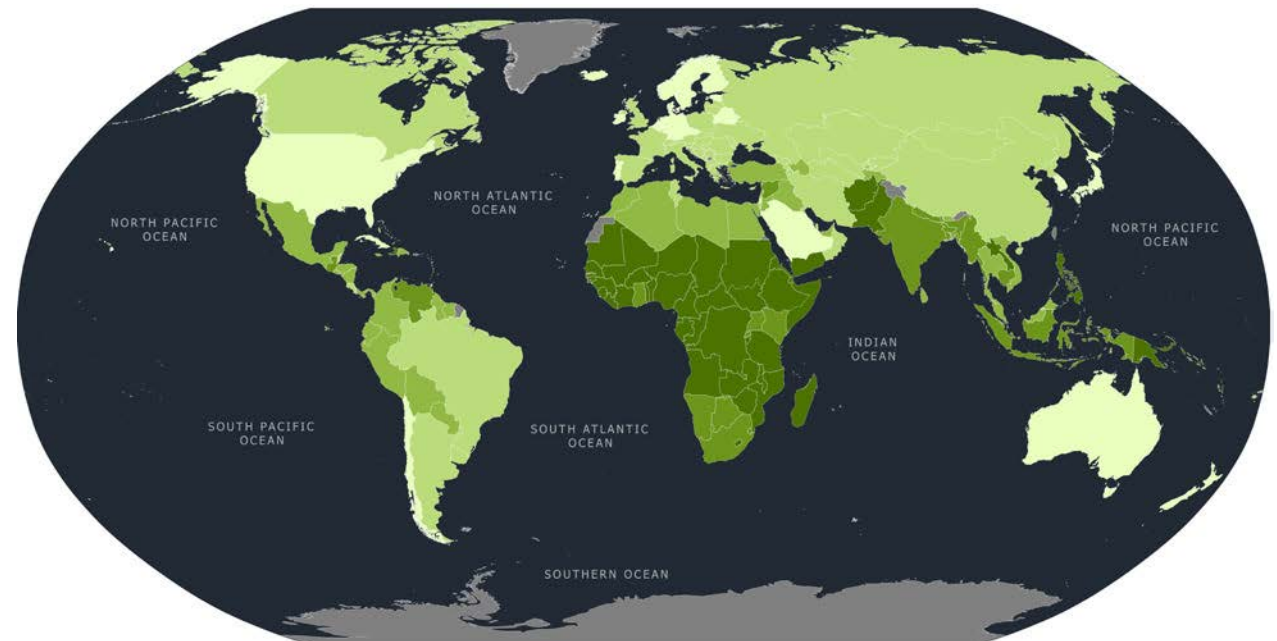 NORTH ATLANTIC
OCEAN
NORTH PACIFIC
OCEAN
NORTH PACIFIC
OCEAN
INDIAN
OCEAN
SOUTH PACIFIC
OCEAN
SOUTH ATLANTIC
OCEAN
SOUTHERN OCEAN